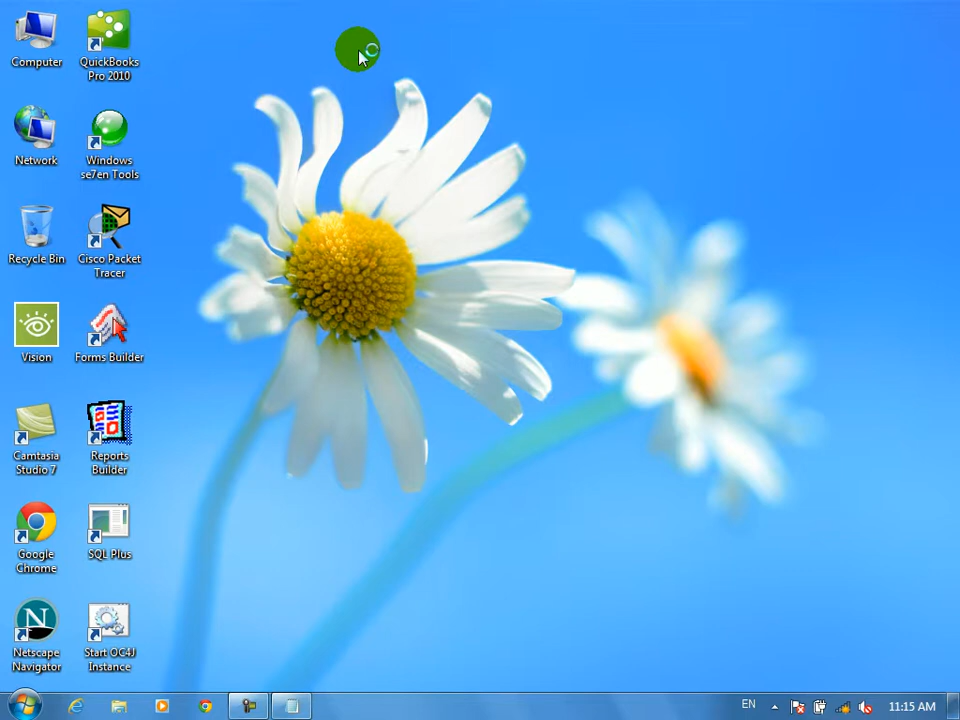 Computer
QuickBooks
Pro 2010
Network
Windows
se7en Tools
Recycle Bin
Cisco Packet
Tracer
Vision
Forms Builder
Camtasia
Studio 7
Reports
Builder
Google
Chrome
SQL Plus
N
Netscape
Navigator
Start OC4J
Instance
EN
11:15 AM